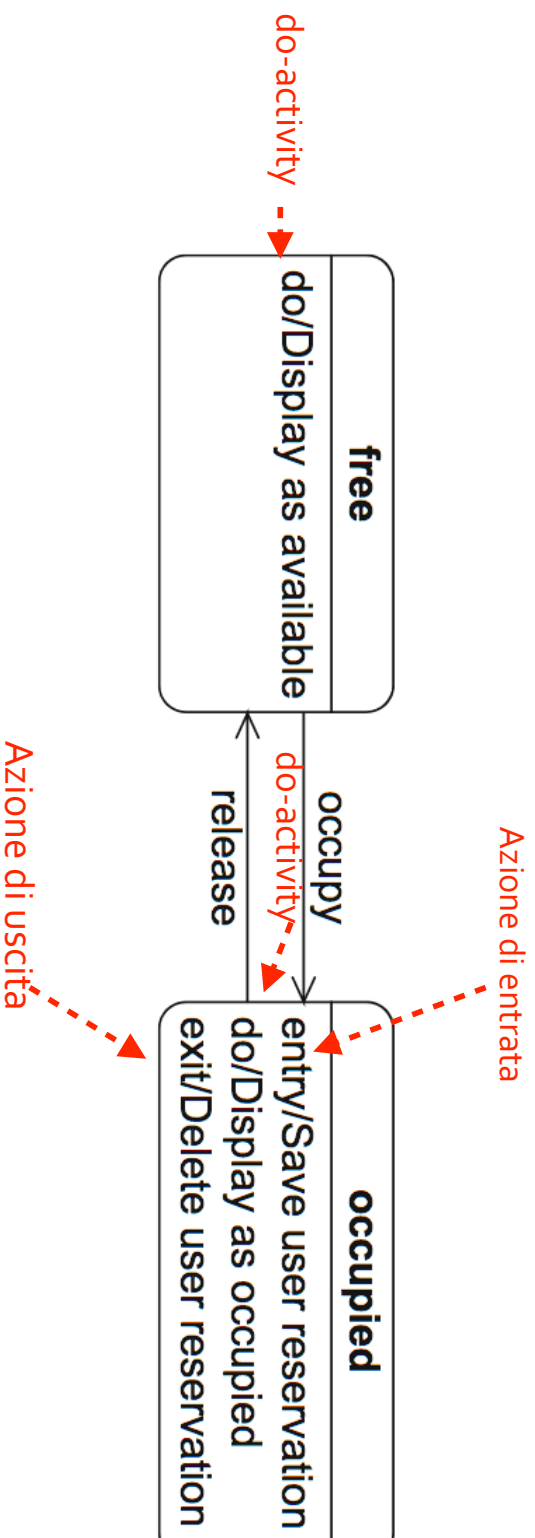 Azione di entrata
free
occupied
do-activity
do/Display as available
occupy
do-activity
release
entry/Save user reservation
do/Display as occupied
exit/Delete user reservation
Azione di uscita